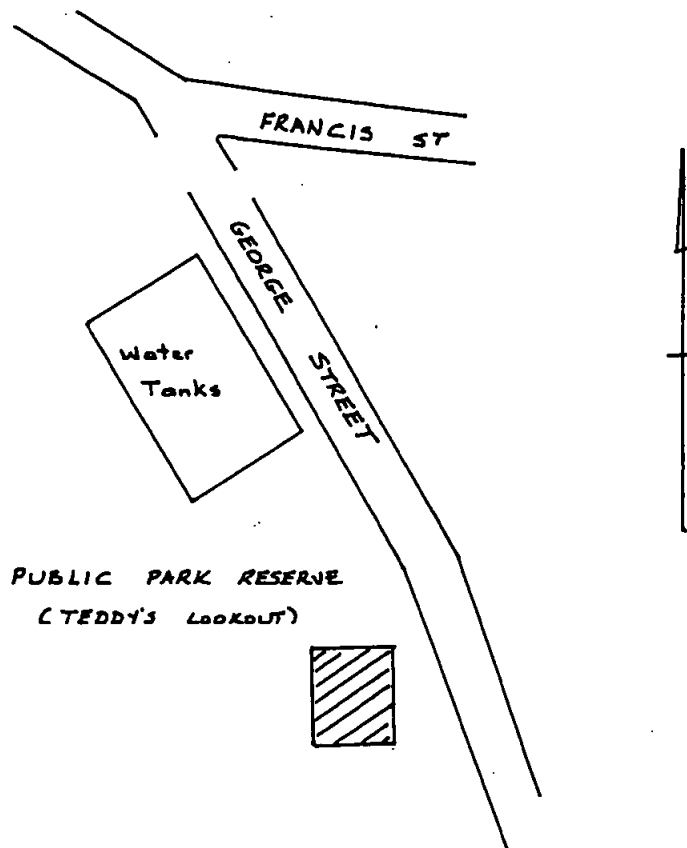 FRANCIS ST
GEORGE STREET
Water
Tanks
PUBLIC PARK RESERVE
(TEDDY'S LOOKOUT)